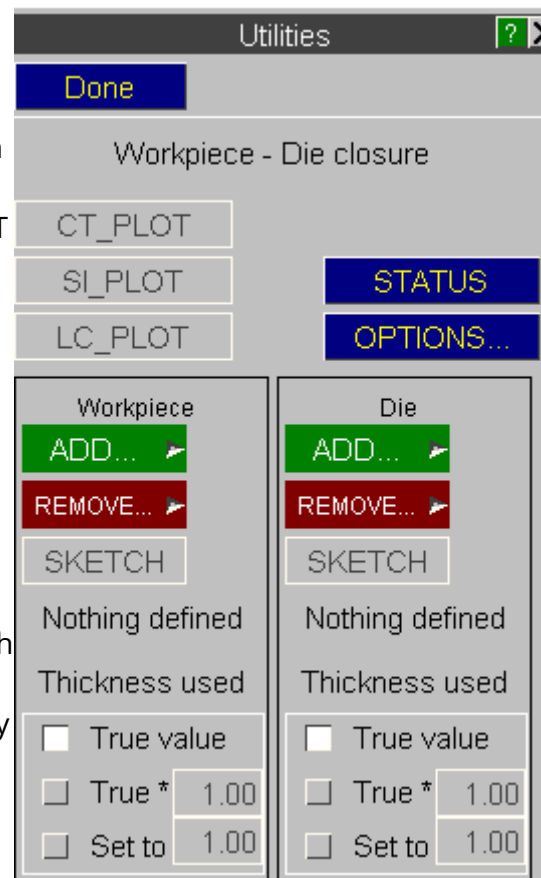 Utilities ?
Done
Workpiece - Die closure
T CT_PLOT
SI_PLOT STATUS
LC_PLOT OPTIONS...
Workpiece Die
ADD... ADD...
REMOVE... REMOVE...
SKETCH SKETCH
Nothing defined Nothing defined
h
Thickness used Thickness used
y
True value True value
True * 1.00 True * 1.00
Set to 1.00 Set to 1.00